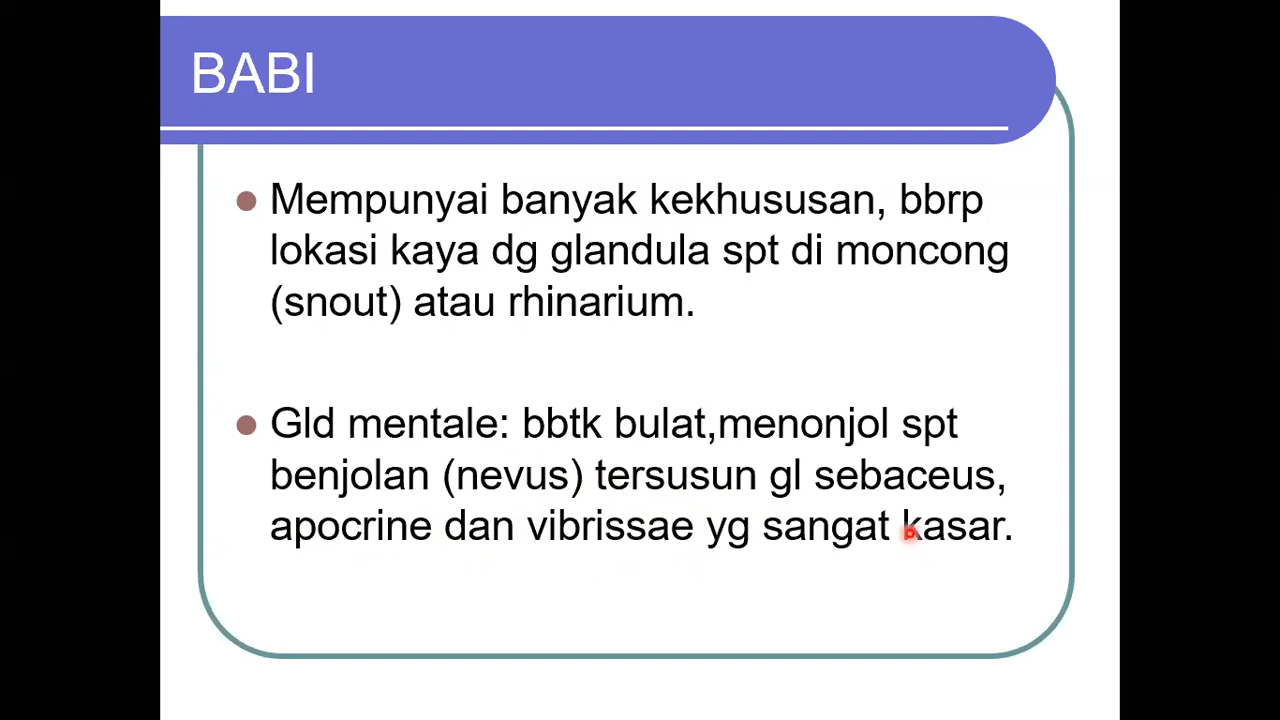 BABI
Mempunyai banyak kekhususan, bbrp
lokasi kaya dg glandula spt di moncong
(snout) atau rhinarium.
Gld mentale: bbtk bulat,menonjol spt
benjolan (nevus) tersusun gl sebaceus,
apocrine dan vibrissae yg sangat kasar.